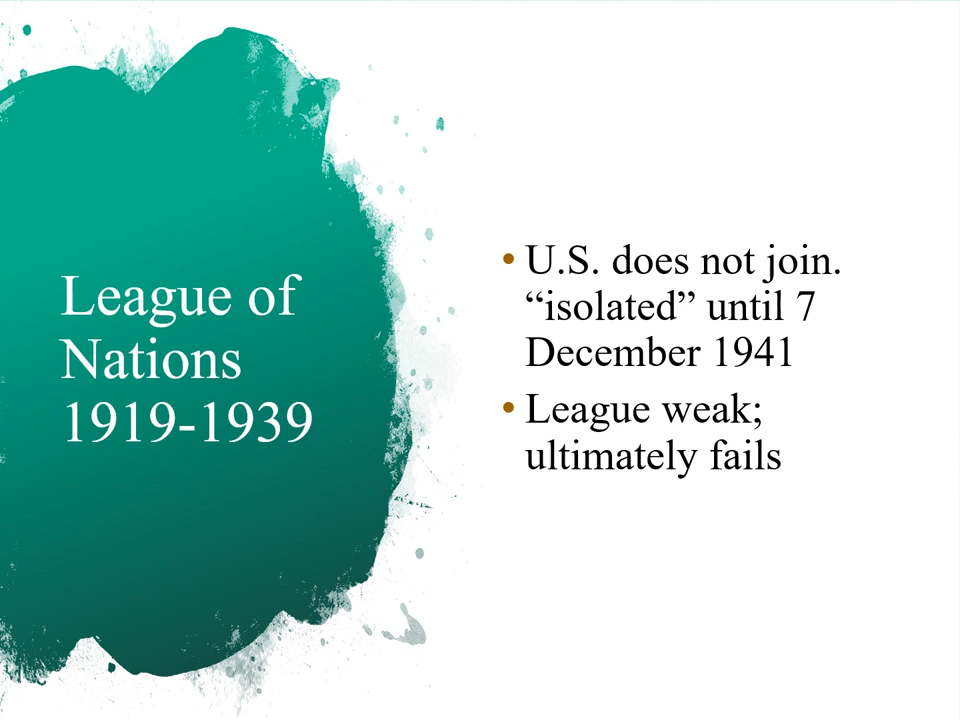 League of
Nations
1919-1939
• U.S. does not join.
“isolated” until 7
December 1941
• League weak;
ultimately fails